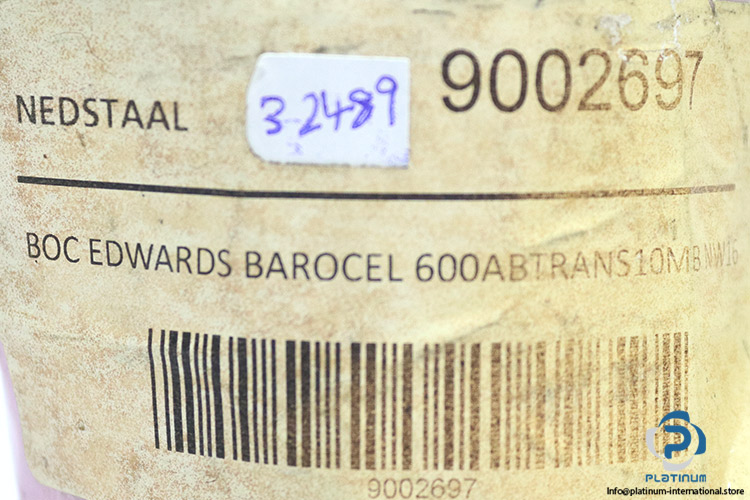 NEDSTAAL
3-2489
9002697
BOC EDWARDS BAROCEL 600ABTRANS10MB NW16
9002697
PLATINUM
Info@platinum-international.store